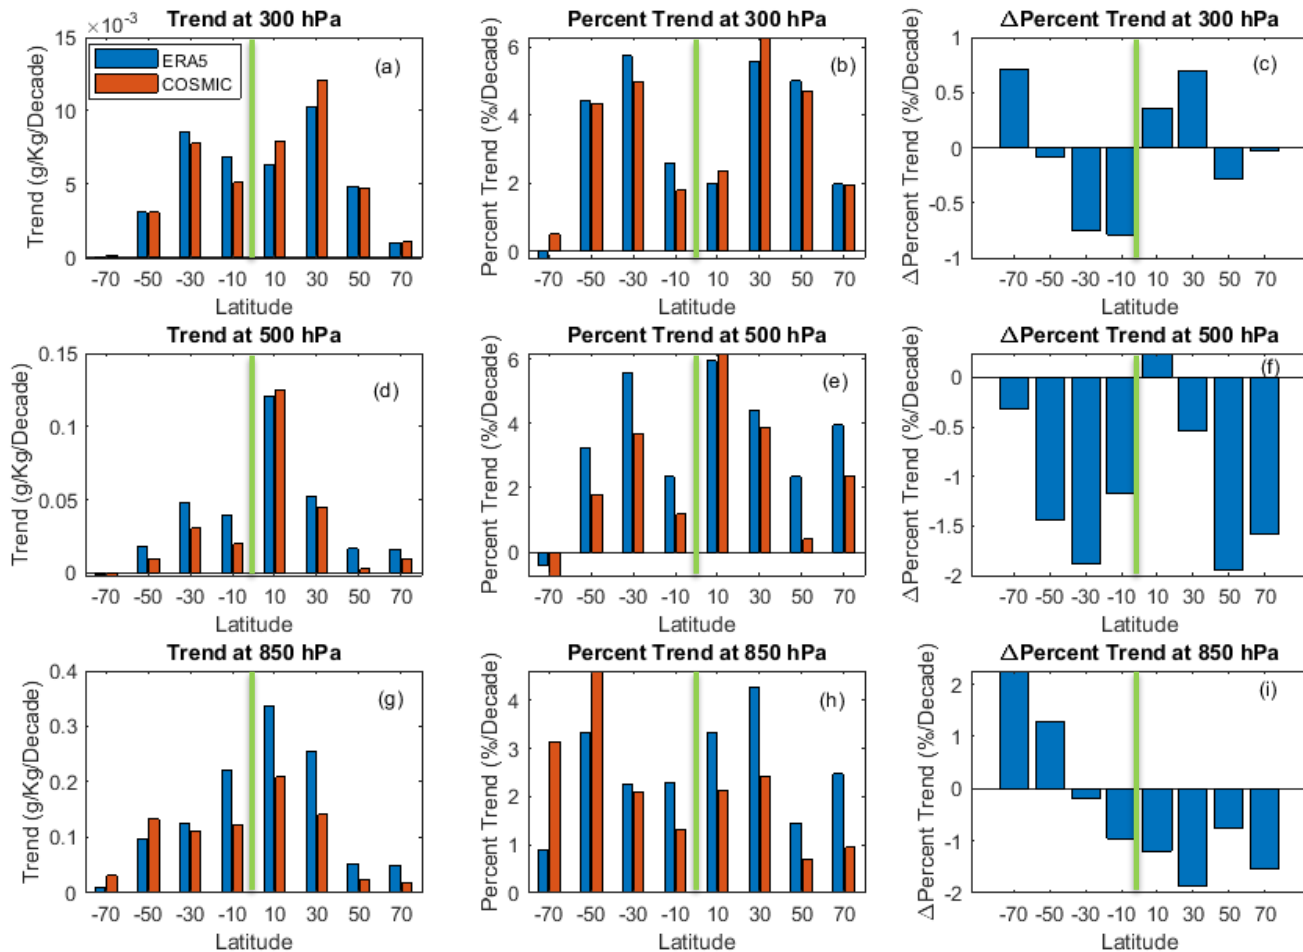 Trend at 300 hPa
×10⁻³
15
10
5
0
Trend (g/Kg/Decade)
ERA5
COSMIC
(a)
-70 -50 -30 -10 10 30 50 70
Latitude
Percent Trend at 300 hPa
6
4
2
0
Percent Trend (%/Decade)
(b)
-70 -50 -30 -10 10 30 50 70
Latitude
ΔPercent Trend at 300 hPa
1
0.5
0
-0.5
-1
ΔPercent Trend (%/Decade)
(c)
-70 -50 -30 -10 10 30 50 70
Latitude
Trend at 500 hPa
0.15
0.1
0.05
0
Trend (g/Kg/Decade)
(d)
-70 -50 -30 -10 10 30 50 70
Latitude
Percent Trend at 500 hPa
6
4
2
0
Percent Trend (%/Decade)
(e)
-70 -50 -30 -10 10 30 50 70
Latitude
ΔPercent Trend at 500 hPa
0
-0.5
-1
-1.5
-2
ΔPercent Trend (%/Decade)
(f)
-70 -50 -30 -10 10 30 50 70
Latitude
Trend at 850 hPa
0.4
0.3
0.2
0.1
0
Trend (g/Kg/Decade)
(g)
-70 -50 -30 -10 10 30 50 70
Latitude
Percent Trend at 850 hPa
4
3
2
1
0
Percent Trend (%/Decade)
(h)
-70 -50 -30 -10 10 30 50 70
Latitude
ΔPercent Trend at 850 hPa
2
1
0
-1
-2
ΔPercent Trend (%/Decade)
(i)
-70 -50 -30 -10 10 30 50 70
Latitude